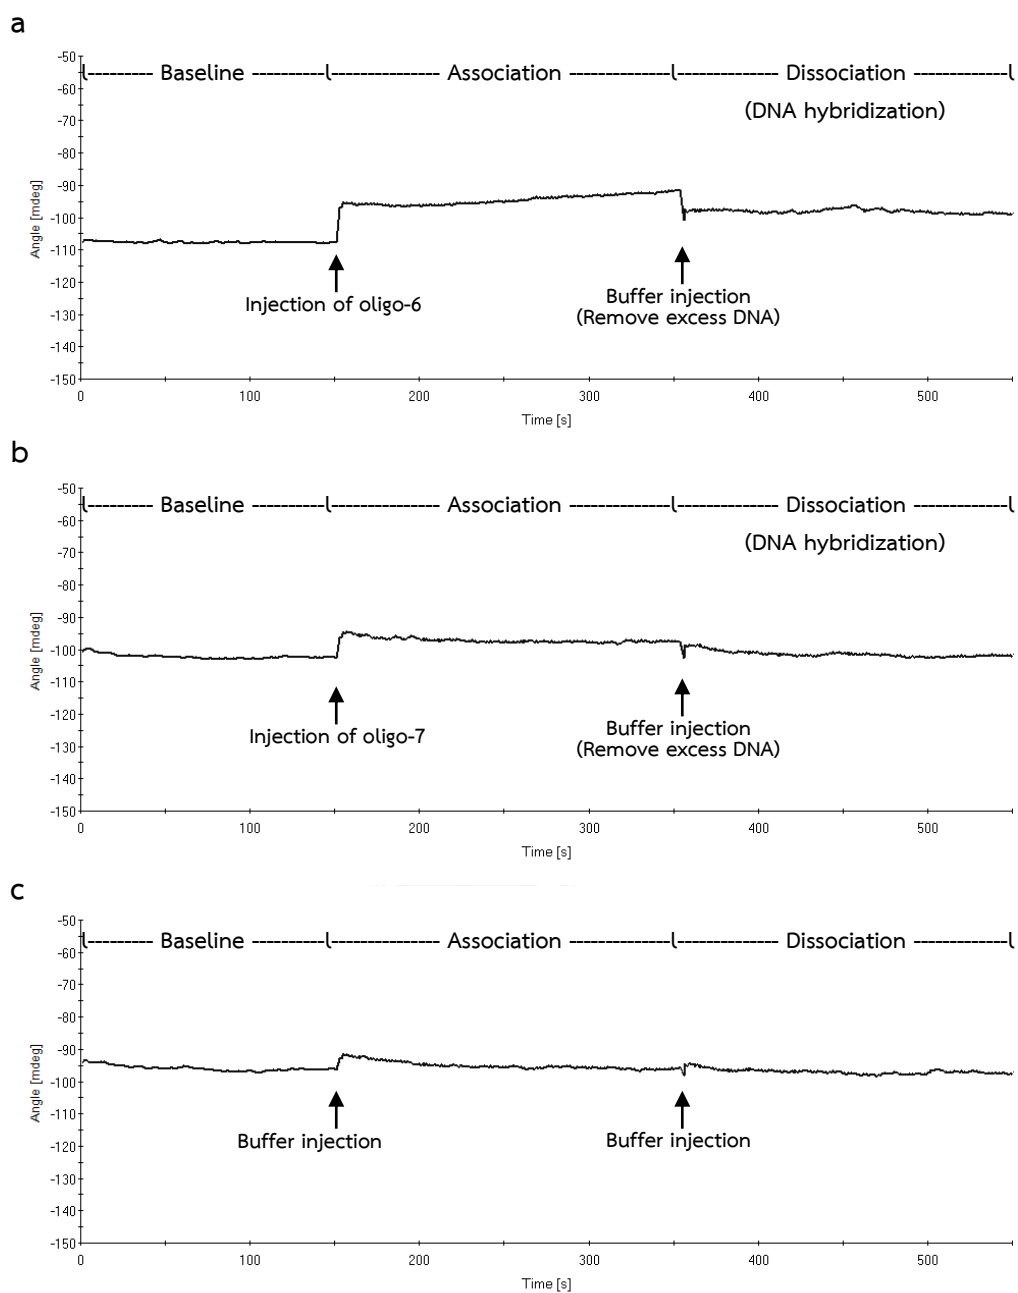 a
l-------- Baseline ---------l------------ Association ------------l------------ Dissociation -----------l
(DNA hybridization)
-50
-60
-70
-80
-90
-100
-110
-120
-130
-140
-150
Angle [mdeg]
Injection of oligo-6
Buffer injection
(Remove excess DNA)
0 100 200 300 400 500
Time [s]
b
l-------- Baseline ---------l------------ Association ------------l------------ Dissociation -----------l
(DNA hybridization)
-50
-60
-70
-80
-90
-100
-110
-120
-130
-140
-150
Angle [mdeg]
Injection of oligo-7
Buffer injection
(Remove excess DNA)
0 100 200 300 400 500
Time [s]
c
l-------- Baseline ---------l------------ Association ------------l------------ Dissociation -----------l
-50
-60
-70
-80
-90
-100
-110
-120
-130
-140
-150
Angle [mdeg]
Buffer injection
Buffer injection
0 100 200 300 400 500
Time [s]